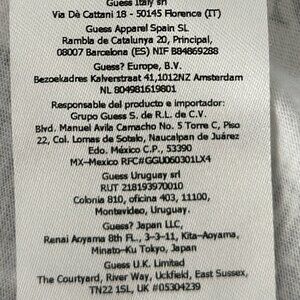 Guess Italy srl
Via Dè Cattani 18 - 50145 Florence (IT)
Guess Apparel Spain SL
Rambla de Catalunya 20, Principal,
08007 Barcelona (ES) NIF B84869288
Guess? Europe, B.V.
Bezoekadres Kalverstraat 41,1012NZ Amsterdam
NL 804981619B01
Responsable del producto e importador:
Grupo Guess S. de R.L. de C.V.
Blvd. Manuel Avila Camacho No. 5 Torre C, Piso
22, Col. Lomas de Sotelo, Naucalpan de Juárez
Edo. México C.P., 53390
MX-Mexico RFC#GGU060301LX4
Guess Uruguay srl
RUT 218193970010
Colonia 810, oficina 403, 11100,
Montevideo, Uruguay.
Guess? Japan LLC,
Renai Aoyama 8th FL., 3-3-11, Kita-Aoyama,
Minato-Ku Tokyo, Japan
Guess U.K. Limited
The Courtyard, River Way, Uckfield, East Sussex,
TN22 1SL, UK #05304239